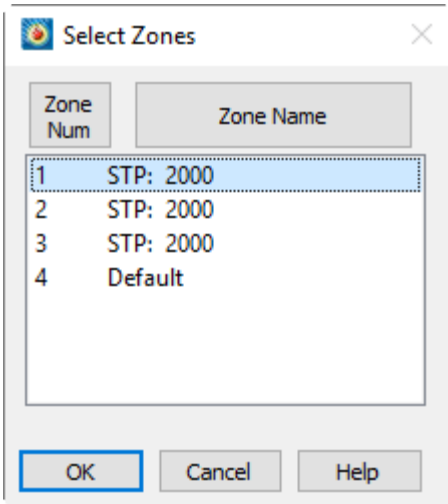 Select Zones
Zone Num Zone Name
1 STP: 2000
2 STP: 2000
3 STP: 2000
4 Default
OK Cancel Help